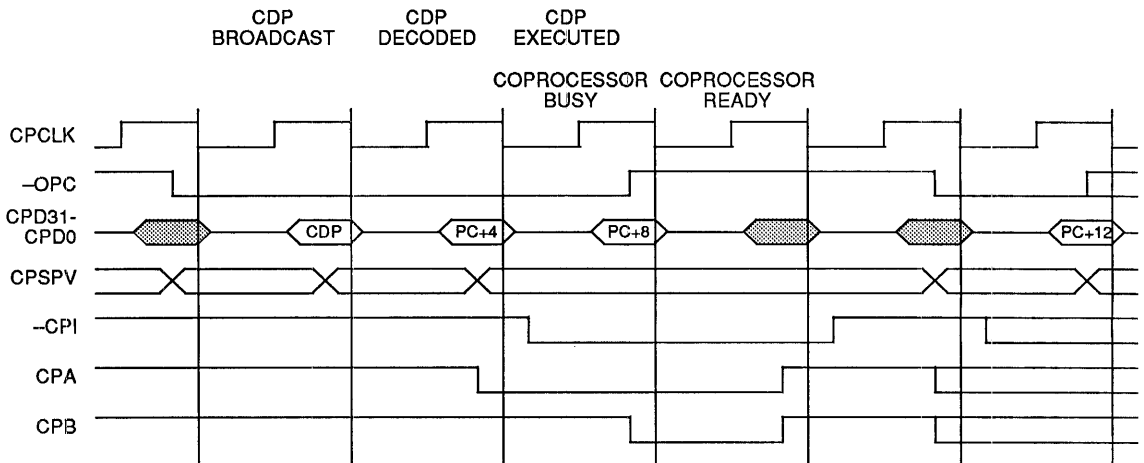 CDP BROADCAST
CDP DECODED
CDP EXECUTED
COPROCESSOR BUSY
COPROCESSOR READY
CPCLK
–OPC
CPD31-
CPD0
CDP
PC+4
PC+8
PC+12
CPSPV
–CPI
CPA
CPB